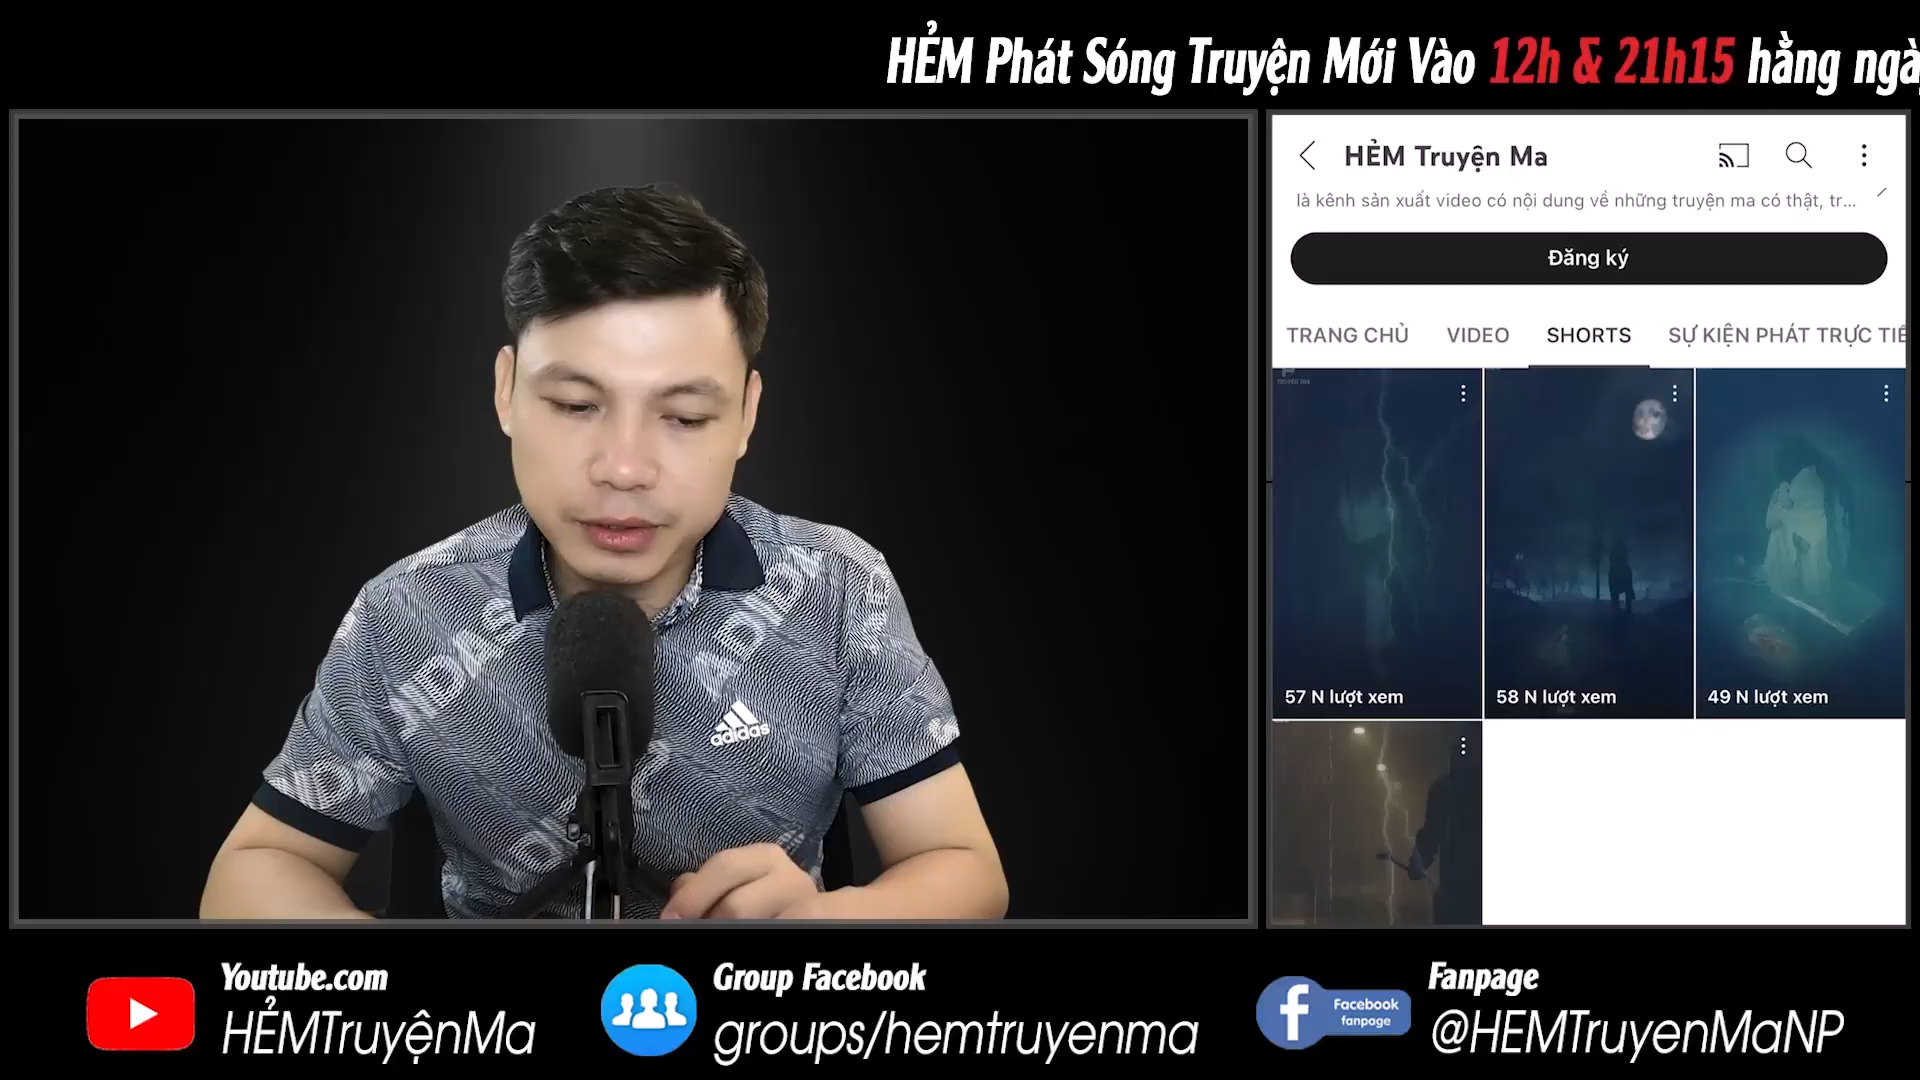 HẺM Phát Sóng Truyện Mới Vào 12h & 21h15 hằng ngà
HẺM Truyện Ma
là kênh sản xuất video có nội dung về những truyện ma có thật, tr...
Đăng ký
TRANG CHỦ VIDEO SHORTS SỰ KIỆN PHÁT TRỰC TIẾ
57 N lượt xem
58 N lượt xem
49 N lượt xem
adidas
Youtube.com
HẺMTruyệnMa
Group Facebook
groups/hemtruyenma
Facebook
fanpage
Fanpage
@HEMTruyenMaNP